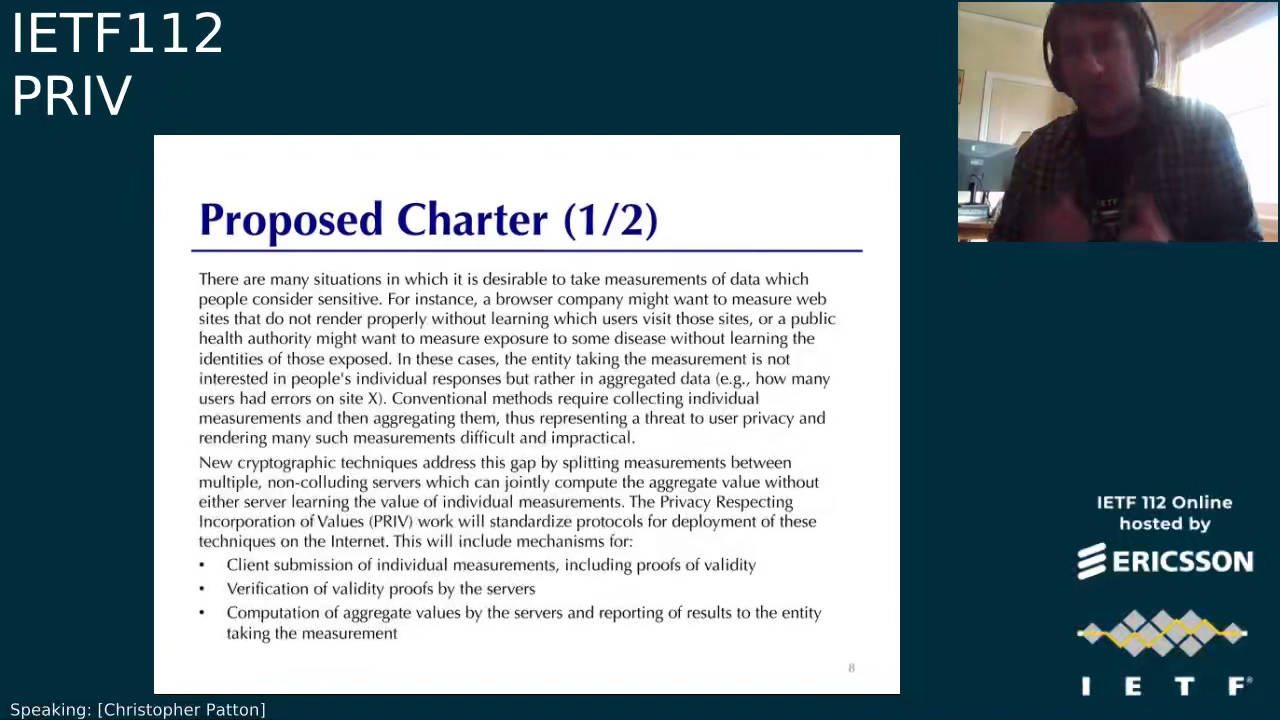 IETF112
PRIV
Proposed Charter (1/2)
There are many situations in which it is desirable to take measurements of data which
people consider sensitive. For instance, a browser company might want to measure web
sites that do not render properly without learning which users visit those sites, or a public
health authority might want to measure exposure to some disease without learning the
identities of those exposed. In these cases, the entity taking the measurement is not
interested in people's individual responses but rather in aggregated data (e.g., how many
users had errors on site X). Conventional methods require collecting individual
measurements and then aggregating them, thus representing a threat to user privacy and
rendering many such measurements difficult and impractical.
New cryptographic techniques address this gap by splitting measurements between
multiple, non-colluding servers which can jointly compute the aggregate value without
either server learning the value of individual measurements. The Privacy Respecting
Incorporation of Values (PRIV) work will standardize protocols for deployment of these
techniques on the Internet. This will include mechanisms for:
• Client submission of individual measurements, including proofs of validity
• Verification of validity proofs by the servers
• Computation of aggregate values by the servers and reporting of results to the entity
taking the measurement
8
IETF
IETF 112 Online
hosted by
ERICSSON
I E T F®
Speaking: [Christopher Patton]